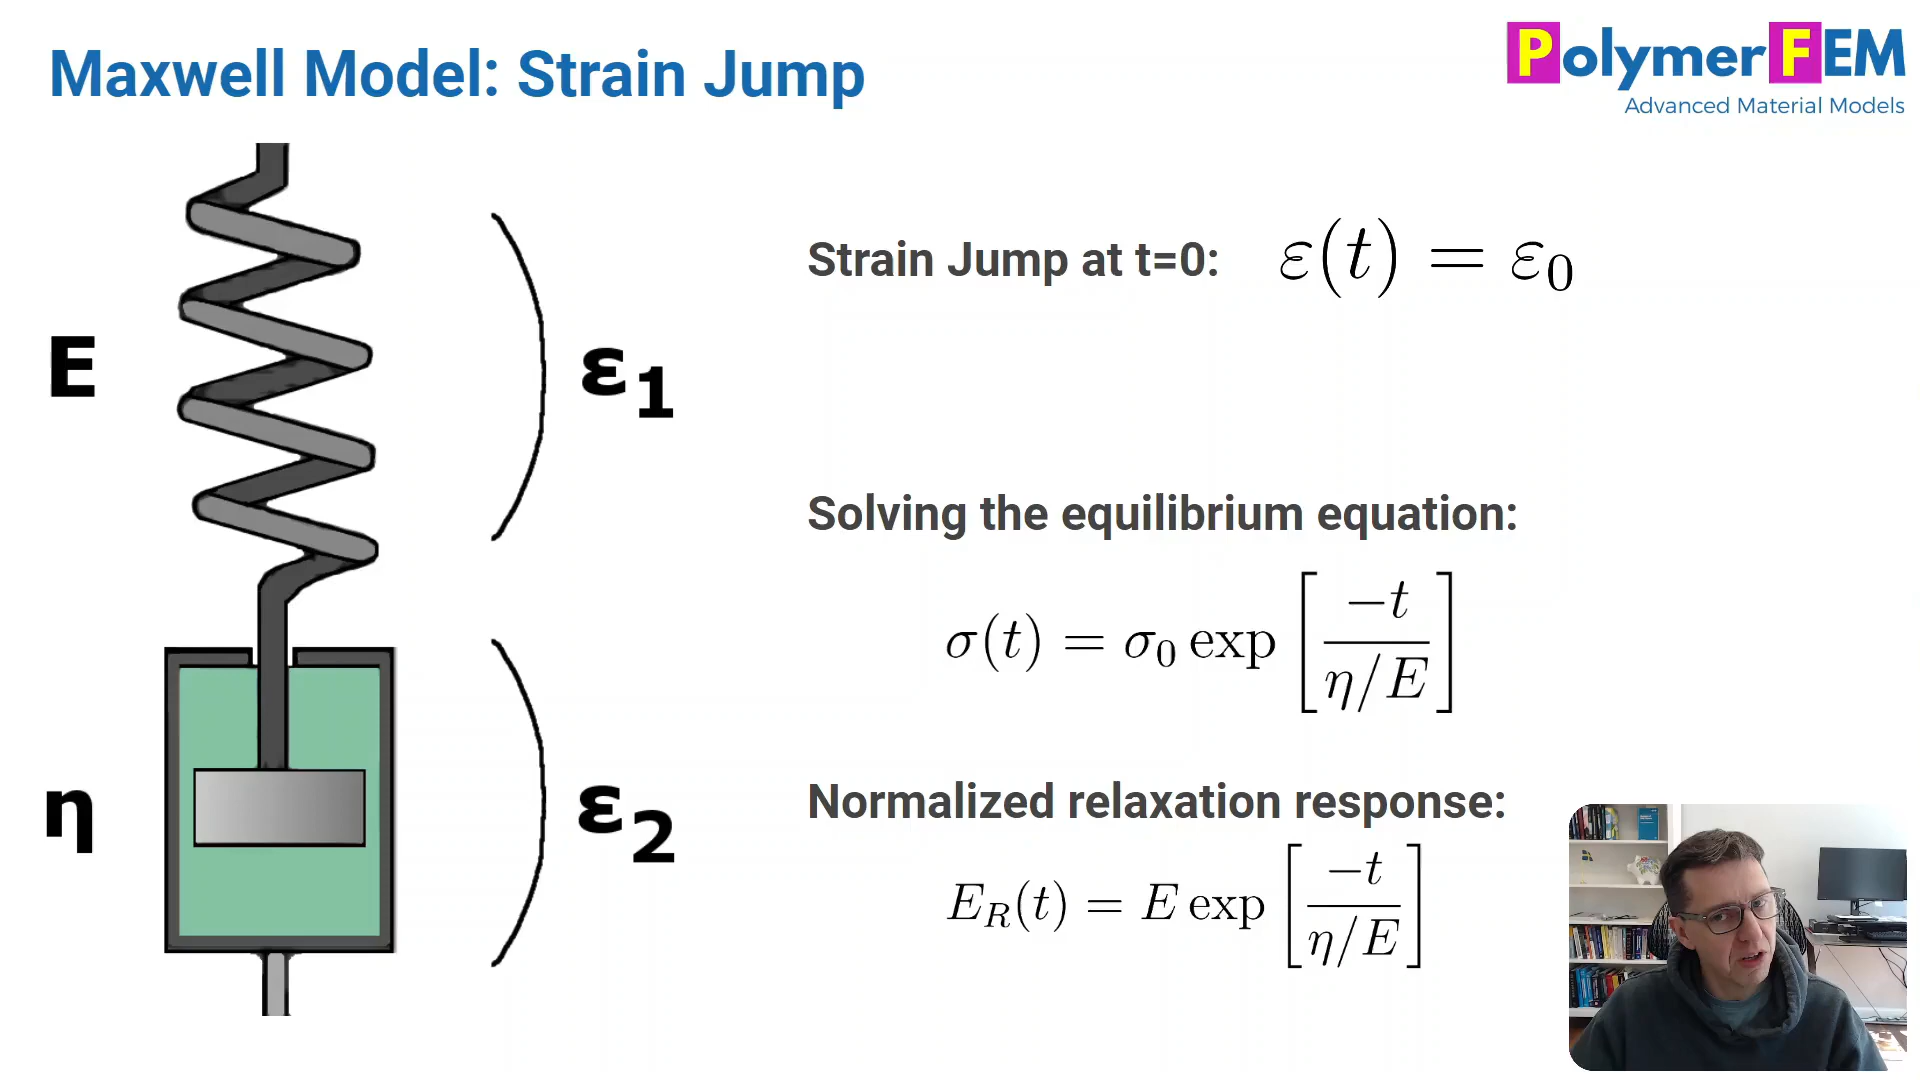 Maxwell Model: Strain Jump
PolymerFEM
Advanced Material Models
E
ε₁
η
ε₂
Strain Jump at t=0: ε(t) = ε₀
Solving the equilibrium equation:
σ(t) = σ₀ exp [ −t / (η/E) ]
Normalized relaxation response:
E_R(t) = E exp [ −t / (η/E) ]